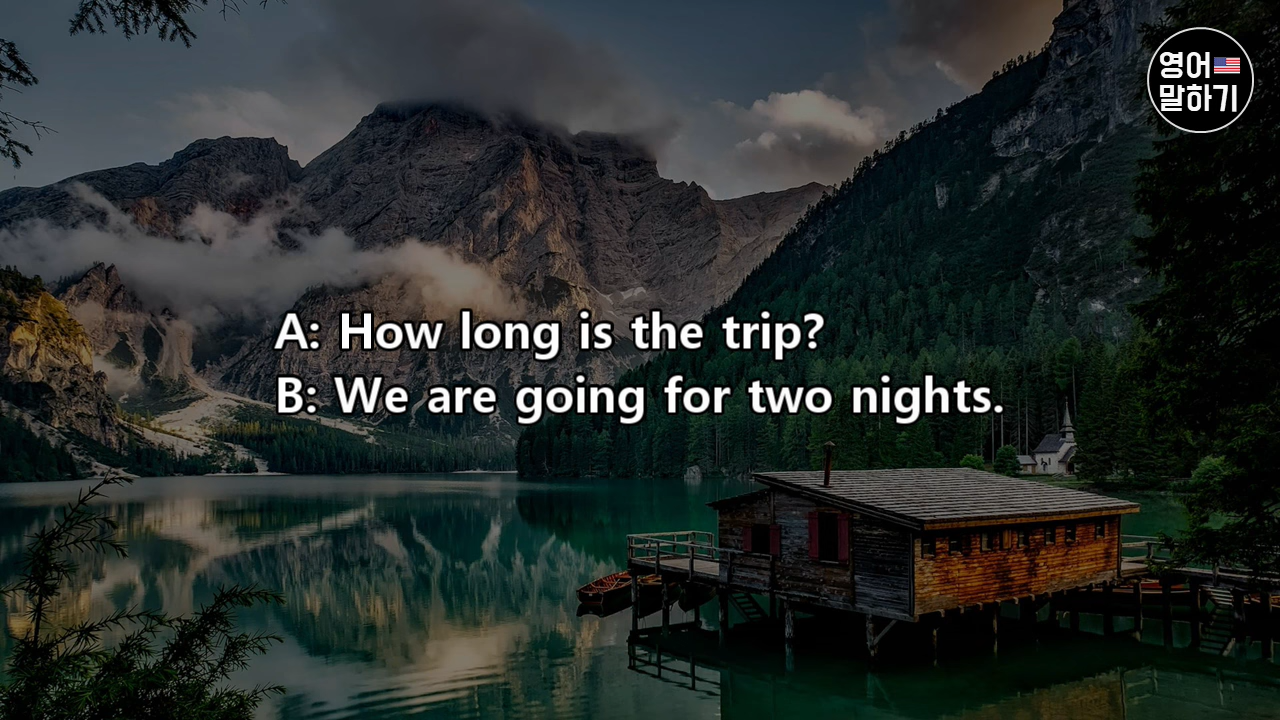 영어
말하기
A: How long is the trip?
B: We are going for two nights.